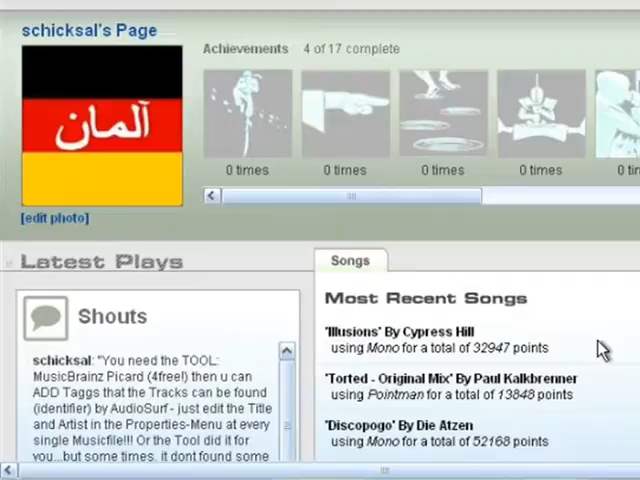 schicksal's Page
Achievements 4 of 17 complete
آلمان
0 times 0 times 0 times 0 times
[edit photo]
Latest Plays
Songs
Shouts
schicksal: "You need the TOOL:
MusicBrainz Picard (4free!) then u can
ADD Taggs that the Tracks can be found
(identifier) by AudioSurf - just edit the Title
and Artist in the Properties-Menu at every
single Musicfile!!! Or the Tool did it for
you...but some times, it dont found some
Most Recent Songs
'Illusions' By Cypress Hill
using Mono for a total of 32947 points
'Torted - Original Mix' By Paul Kalkbrenner
using Pointman for a total of 13848 points
'Discopogo' By Die Atzen
using Mono for a total of 52168 points